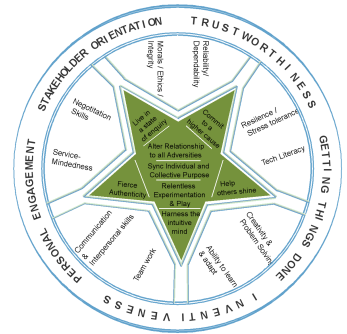 STAKEHOLDER ORIENTATION
TRUSTWORTHINESS
GETTING THINGS DONE
INVENTIVENESS
PERSONAL ENGAGEMENT
Morals / Ethics /
Integrity
Reliability/
Dependability
Negotitation
Skills
Resience /
Stress tolerance
Service-
Mindedness
Tech Literacy
Communication
&
Interpersonal skills
Team work
Ability to learn
& adapt
Creativity &
Problem Solvin
Live in
a state
of enquiry
Commit
to a
higher cause
Alter Relationship
to all Adversities
Sync Individual and
Collective Purpose
Fierce
Authenticity
Relentless
Experimentation
& Play
Help
others shine
Harness the
intuitive
mind